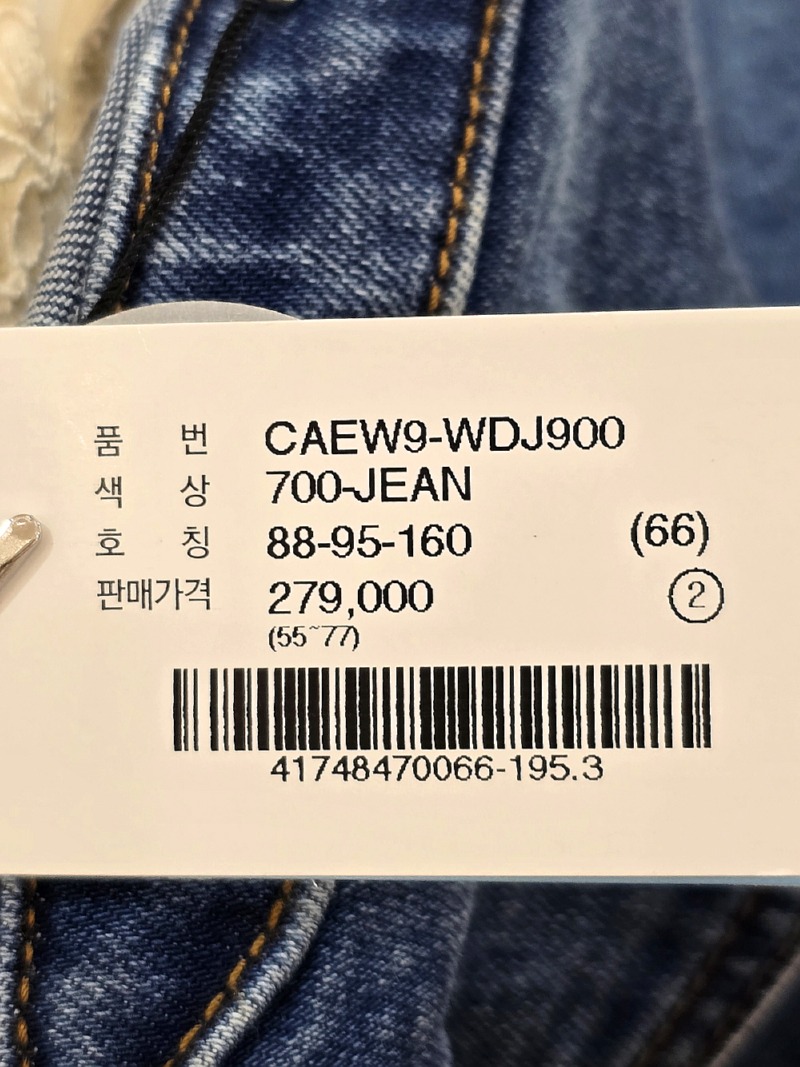 품 번 CAEW9-WDJ900
색 상 700-JEAN
호 칭 88-95-160 (66)
판매가격 279,000 ②
(55~77)
41748470066-195.3